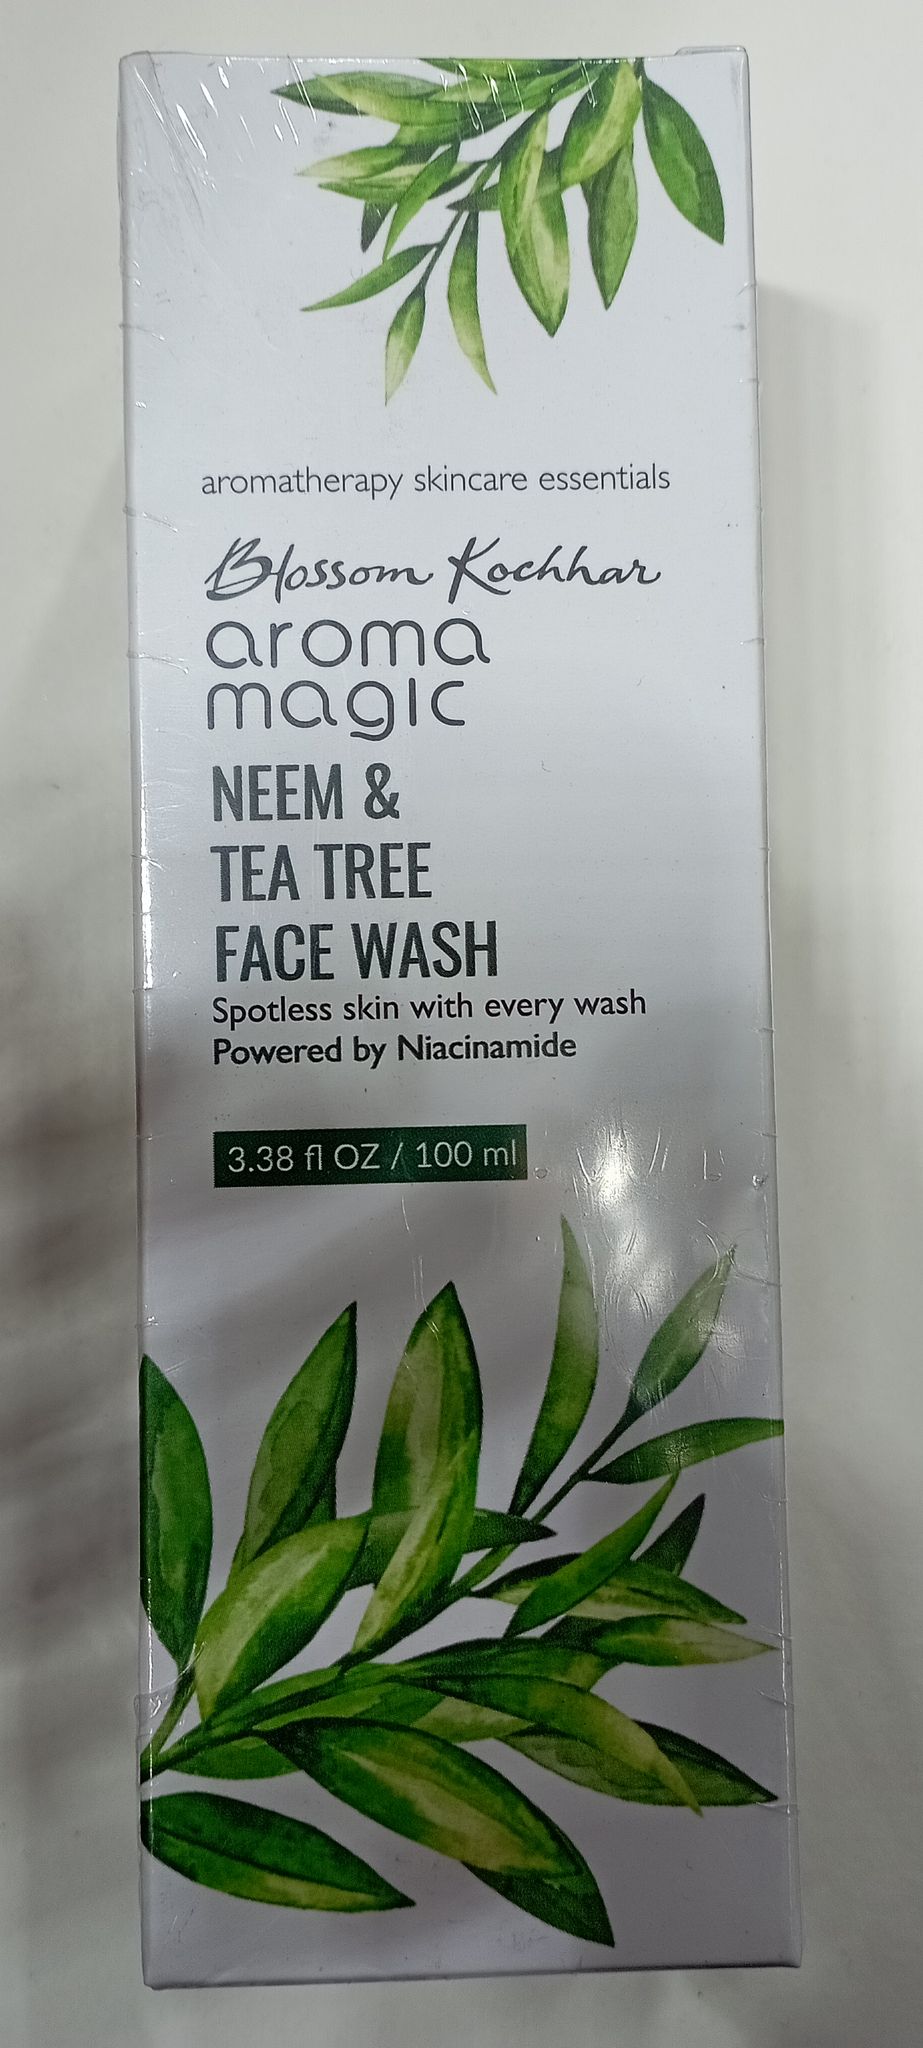 aromatherapy skincare essentials
Blossom Kochhar
aroma
magic
NEEM &
TEA TREE
FACE WASH
Spotless skin with every wash
Powered by Niacinamide
3.38 fl OZ / 100 ml